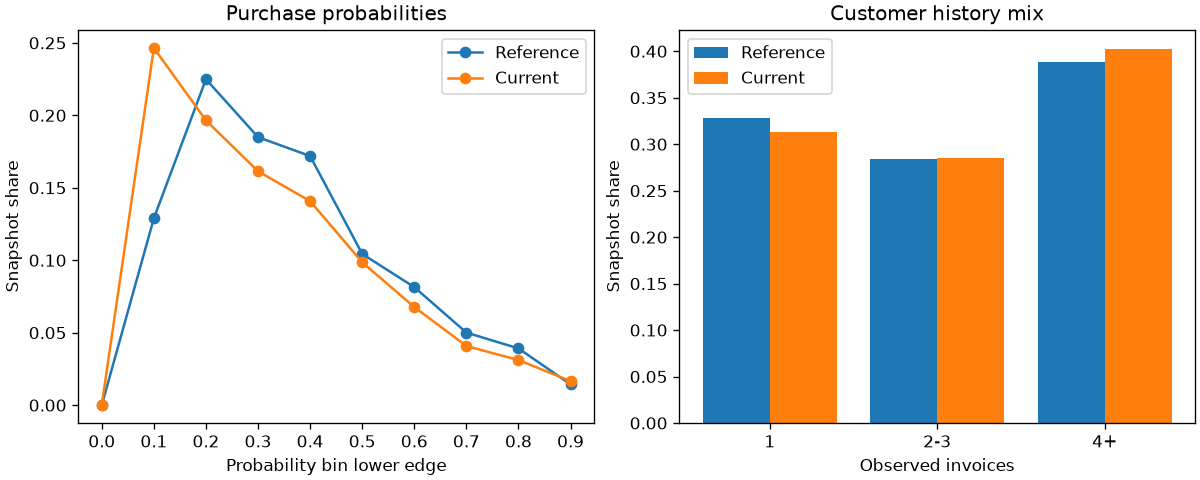 Purchase probabilities
Snapshot share
0.25
0.20
0.15
0.10
0.05
0.00
Reference
Current
0.0 0.1 0.2 0.3 0.4 0.5 0.6 0.7 0.8 0.9
Probability bin lower edge
Customer history mix
Snapshot share
0.40
0.35
0.30
0.25
0.20
0.15
0.10
0.05
0.00
Reference
Current
1 2-3 4+
Observed invoices